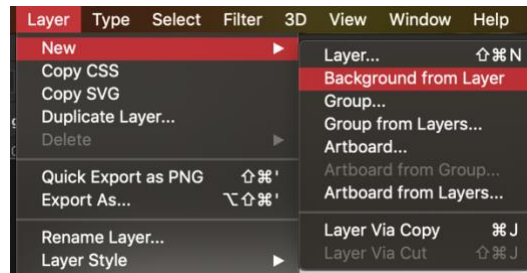 Layer Type Select Filter 3D View Window Help
New ▶
Copy CSS
Copy SVG
Duplicate Layer...
Delete ▶
Quick Export as PNG ⇧⌘'
Export As... ⌥⇧⌘'
Rename Layer...
Layer Style ▶
Layer... ⇧⌘N
Background from Layer
Group...
Group from Layers...
Artboard...
Artboard from Group...
Artboard from Layers...
Layer Via Copy ⌘J
Layer Via Cut ⇧⌘J